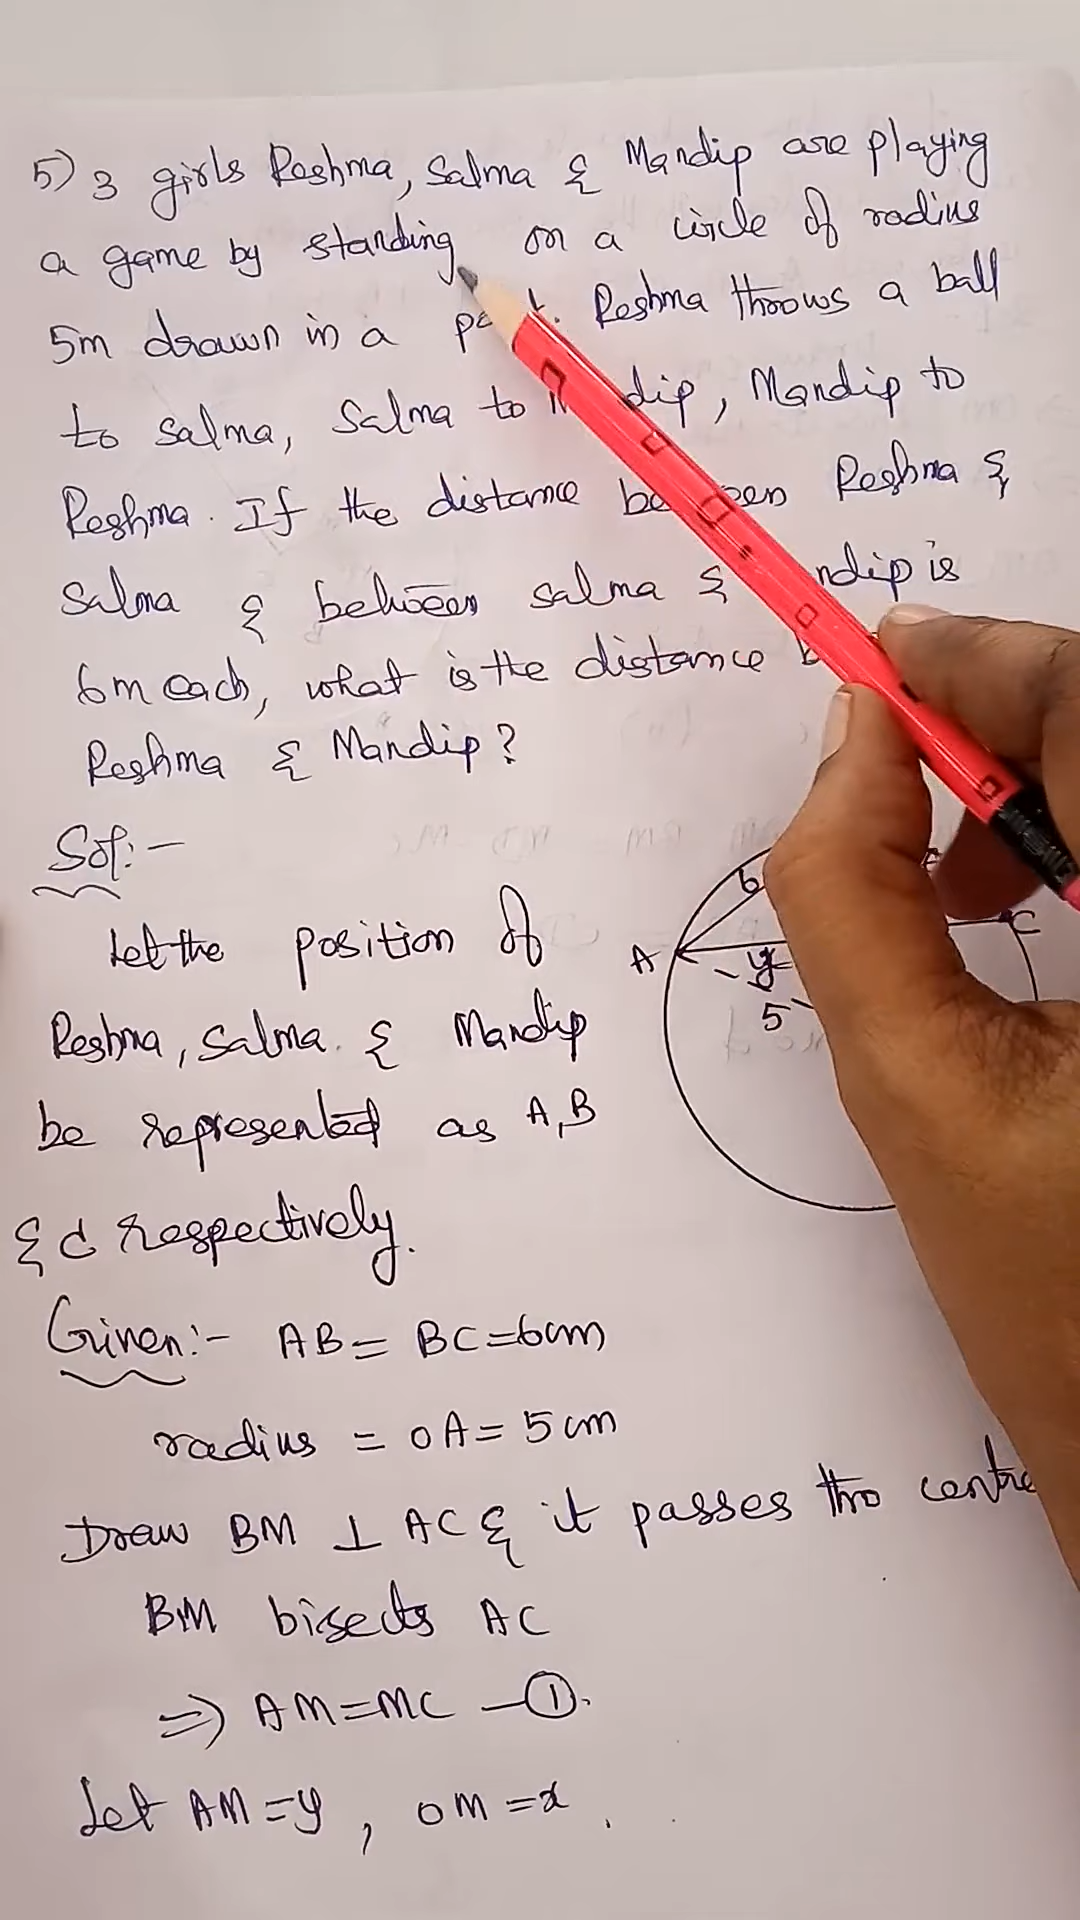 5) 3 girls Reshma, Salma & Mandip are playing
a game by standing on a circle of radius
5m drawn in a Reshma throws a ball
to salma, Salma to Mandip to
Reshma. If the distance Reshma &
Salma & between salma & is
6m each, what is the distance
Reshma & Mandip?
Sol:-
Let the position of
Reshma, Salma. & Mandip
be represented as A,B
& C respectively.
6
C
A
y
5
Given:- AB = BC = 6cm
radius = OA = 5cm
Draw BM ⊥ AC & it passes thro centre
BM bisects AC
=> AM = MC - ①.
Let AM = y, OM = x.